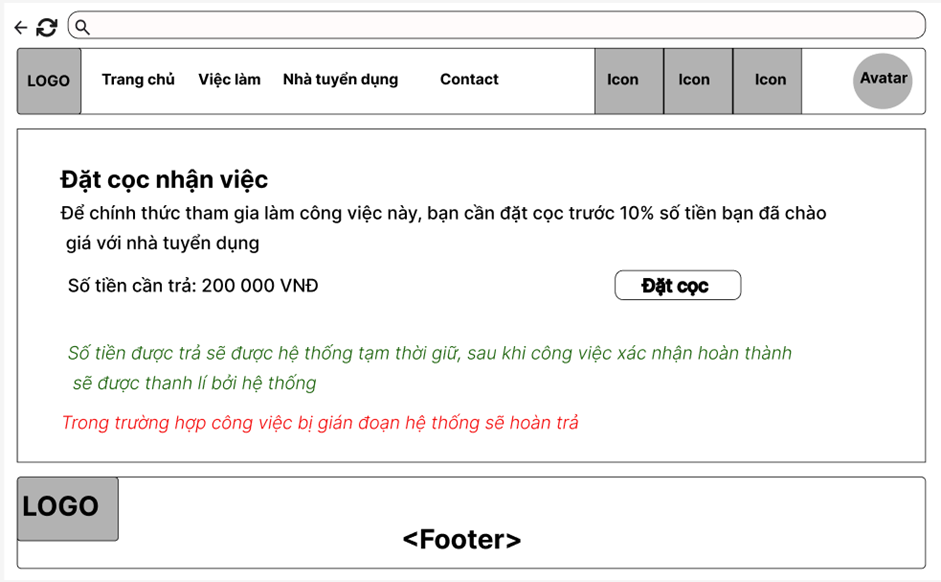 LOGO Trang chủ Việc làm Nhà tuyển dụng Contact Icon Icon Icon Avatar
Đặt cọc nhận việc
Để chính thức tham gia làm công việc này, bạn cần đặt cọc trước 10% số tiền bạn đã chào
giá với nhà tuyển dụng
Số tiền cần trả: 200 000 VNĐ Đặt cọc
Số tiền được trả sẽ được hệ thống tạm thời giữ, sau khi công việc xác nhận hoàn thành
sẽ được thanh lí bởi hệ thống
Trong trường hợp công việc bị gián đoạn hệ thống sẽ hoàn trả
LOGO
<Footer>